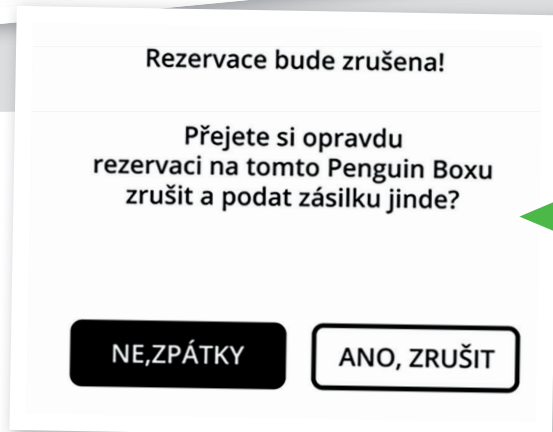 Rezervace bude zrušena!
Přejete si opravdu
rezervaci na tomto Penguin Boxu
zrušit a podat zásilku jinde?
NE,ZPÁTKY
ANO, ZRUŠIT